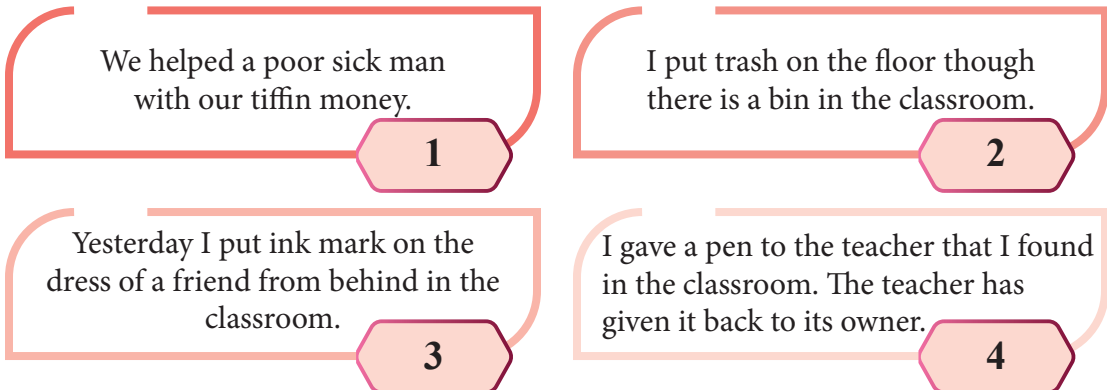 We helped a poor sick man
with our tiffin money.
1
I put trash on the floor though
there is a bin in the classroom.
2
Yesterday I put ink mark on the
dress of a friend from behind in the
classroom.
3
I gave a pen to the teacher that I found
in the classroom. The teacher has
given it back to its owner.
4